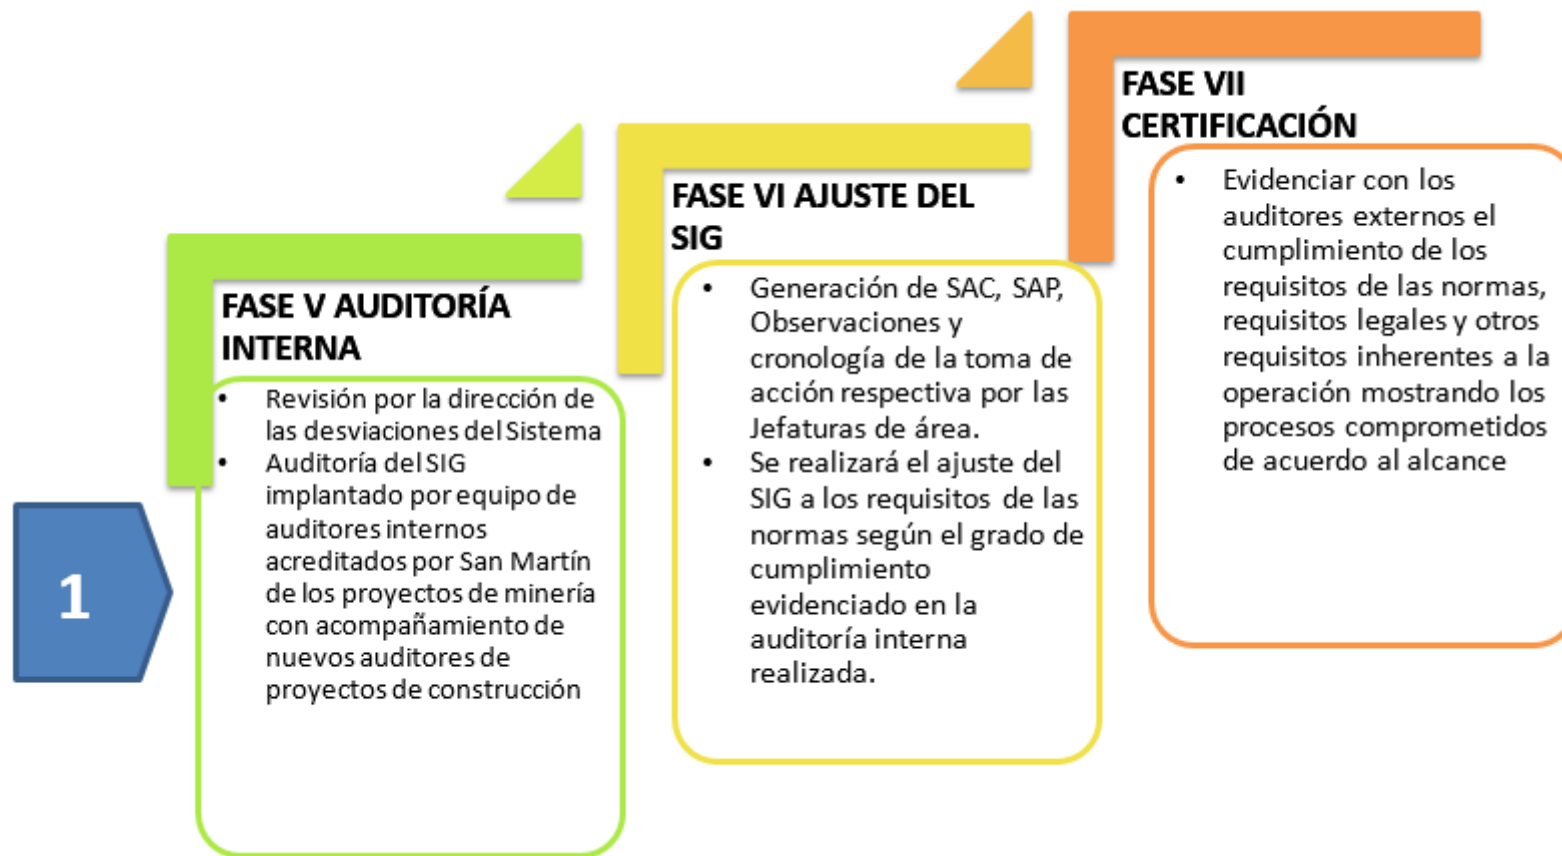 1
FASE V AUDITORÍA
INTERNA
• Revisión por la dirección de
las desviaciones del Sistema
• Auditoría del SIG
implantado por equipo de
auditores internos
acreditados por San Martín
de los proyectos de minería
con acompañamiento de
nuevos auditores de
proyectos de construcción
FASE VI AJUSTE DEL
SIG
• Generación de SAC, SAP,
Observaciones y
cronología de la toma de
acción respectiva por las
Jefaturas de área.
• Se realizará el ajuste del
SIG a los requisitos de las
normas según el grado de
cumplimiento
evidenciado en la
auditoría interna
realizada.
FASE VII
CERTIFICACIÓN
• Evidenciar con los
auditores externos el
cumplimiento de los
requisitos de las normas,
requisitos legales y otros
requisitos inherentes a la
operación mostrando los
procesos comprometidos
de acuerdo al alcance